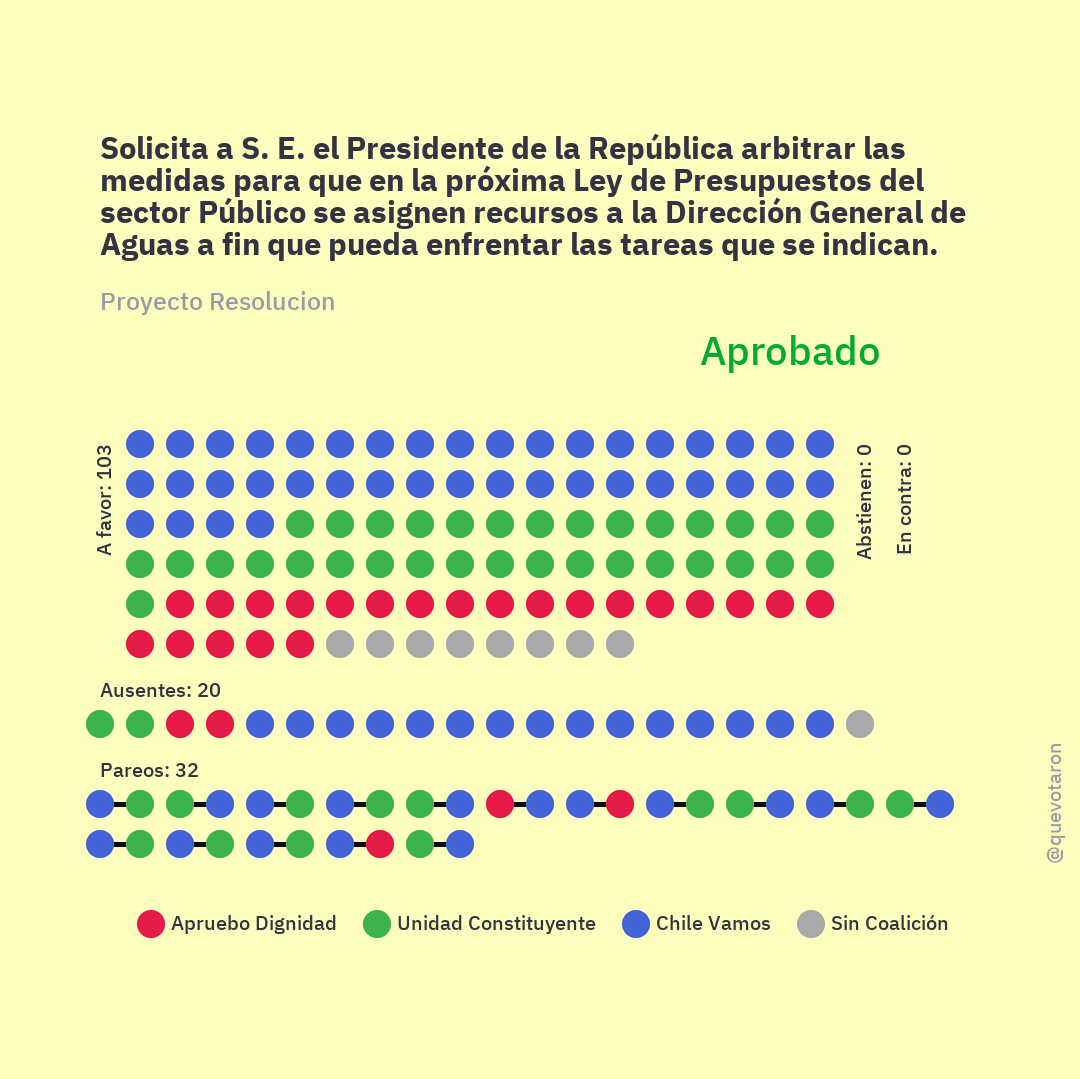 Solicita a S. E. el Presidente de la República arbitrar las
medidas para que en la próxima Ley de Presupuestos del
sector Público se asignen recursos a la Dirección General de
Aguas a fin que pueda enfrentar las tareas que se indican.
Proyecto Resolucion
Aprobado
A favor: 103
Abstienen: 0
En contra: 0
Ausentes: 20
Pareos: 32
@quevotaron
Apruebo Dignidad
Unidad Constituyente
Chile Vamos
Sin Coalición